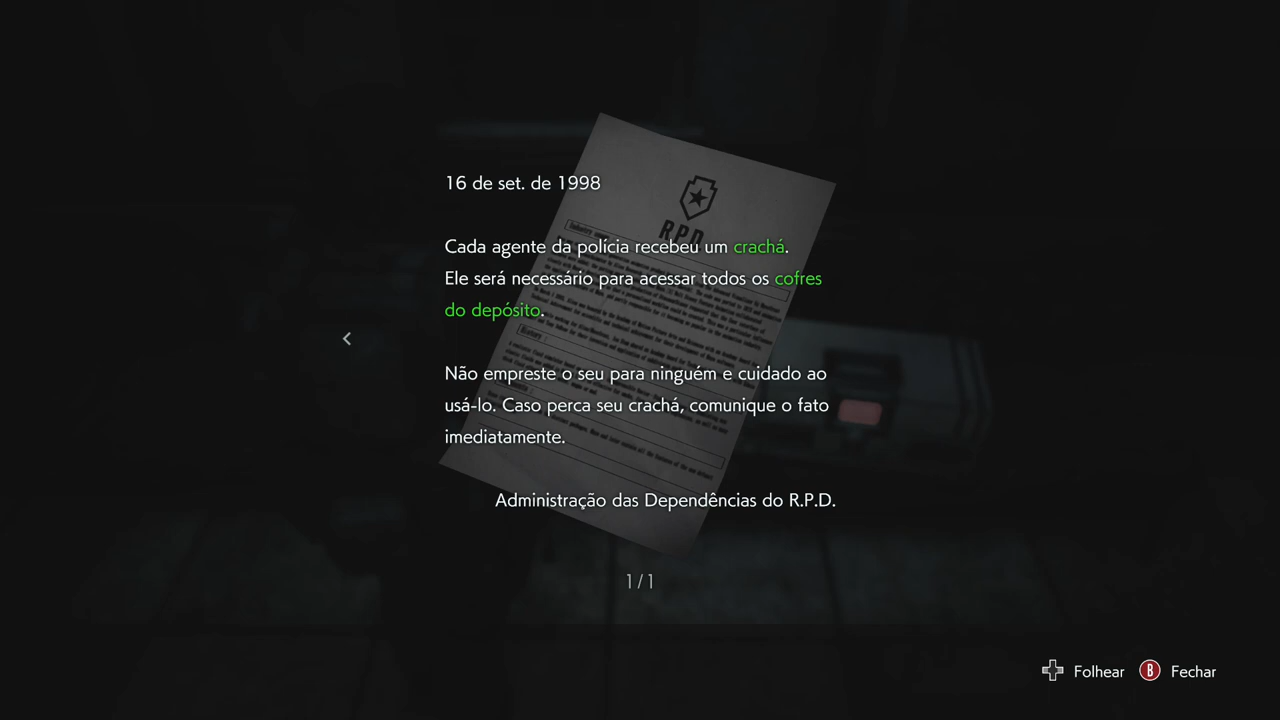 16 de set. de 1998
R.P.D.
Cada agente da polícia recebeu um crachá.
Ele será necessário para acessar todos os cofres
do depósito.
Não empreste o seu para ninguém e cuidado ao
usá-lo. Caso perca seu crachá, comunique o fato
imediatamente.
Administração das Dependências do R.P.D.
1/1
Folhear B Fechar